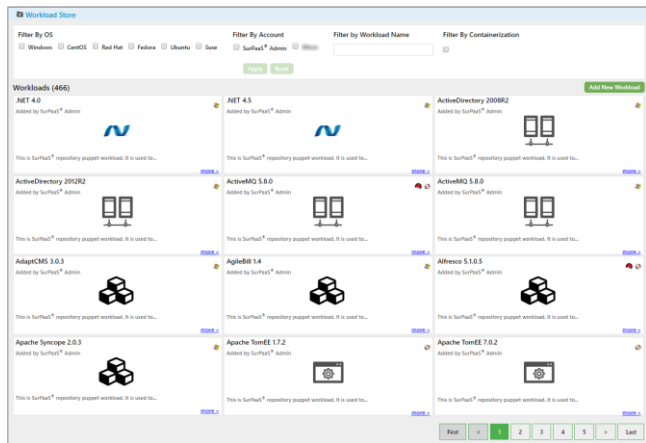 Workload Store
Filter By OS
Windows CentOS Red Hat Fedora Ubuntu Suse
Filter By Account
SurPaaS® Admin
Filter by Workload Name
Filter By Containerization
Apply Reset
Workloads (466)
Add New Workload
.NET 4.0
Added by SurPaaS® Admin
This is SurPaaS® repository puppet workload. It is used to...
more »
.NET 4.5
Added by SurPaaS® Admin
This is SurPaaS® repository puppet workload. It is used to...
more »
ActiveDirectory 2008R2
Added by SurPaaS® Admin
This is SurPaaS® repository puppet workload. It is used to...
more »
ActiveDirectory 2012R2
Added by SurPaaS® Admin
This is SurPaaS® repository puppet workload. It is used to...
more »
ActiveMQ 5.8.0
Added by SurPaaS® Admin
This is SurPaaS® repository puppet workload. It is used to...
more »
ActiveMQ 5.8.0
Added by SurPaaS® Admin
This is SurPaaS® repository puppet workload. It is used to...
more »
AdaptCMS 3.0.3
Added by SurPaaS® Admin
This is SurPaaS® repository puppet workload. It is used to...
more »
AgileBill 1.4
Added by SurPaaS® Admin
This is SurPaaS® repository puppet workload. It is used to...
more »
Alfresco 5.1.0.5
Added by SurPaaS® Admin
This is SurPaaS® repository puppet workload. It is used to...
more »
Apache Syncope 2.0.3
Added by SurPaaS® Admin
This is SurPaaS® repository puppet workload. It is used to...
more »
Apache TomEE 1.7.2
Added by SurPaaS® Admin
This is SurPaaS® repository puppet workload. It is used to...
more »
Apache TomEE 7.0.2
Added by SurPaaS® Admin
This is SurPaaS® repository puppet workload. It is used to...
more »
First « 1 2 3 4 5 » Last